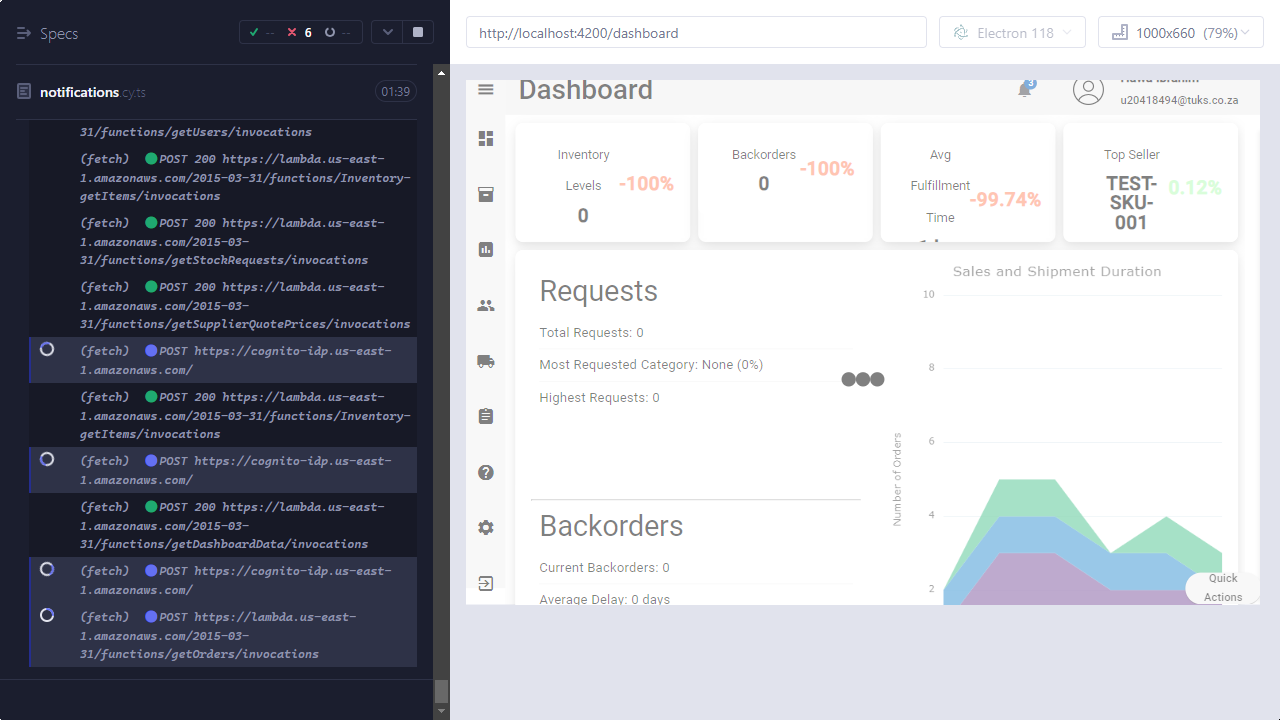 Specs
--
6
--
http://localhost:4200/dashboard
Electron 118
1000x660 (79%)
notifications.cy.ts
01:39
31/functions/getUsers/invocations
(fetch) POST 200 https://lambda.us-east-
1.amazonaws.com/2015-03-31/functions/Inventory-
getItems/invocations
(fetch) POST 200 https://lambda.us-east-
1.amazonaws.com/2015-03-
31/functions/getStockRequests/invocations
(fetch) POST 200 https://lambda.us-east-
1.amazonaws.com/2015-03-
31/functions/getSupplierQuotePrices/invocations
(fetch) POST https://cognito-idp.us-east-
1.amazonaws.com/
(fetch) POST 200 https://lambda.us-east-
1.amazonaws.com/2015-03-31/functions/Inventory-
getItems/invocations
(fetch) POST https://cognito-idp.us-east-
1.amazonaws.com/
(fetch) POST 200 https://lambda.us-east-
1.amazonaws.com/2015-03-
31/functions/getDashboardData/invocations
(fetch) POST https://cognito-idp.us-east-
1.amazonaws.com/
(fetch) POST https://lambda.us-east-
1.amazonaws.com/2015-03-
31/functions/getOrders/invocations
Dashboard
3
Hawa Ibrahim
u20418494@tuks.co.za
Inventory
Levels
-100%
0
Backorders
-100%
0
Avg
Fulfillment
-99.74%
Time
Top Seller
TEST-
SKU-
001
0.12%
Requests
Total Requests: 0
Most Requested Category: None (0%)
Highest Requests: 0
Backorders
Current Backorders: 0
Average Delay: 0 days
Sales and Shipment Duration
Number of Orders
10
8
6
4
2
Quick
Actions